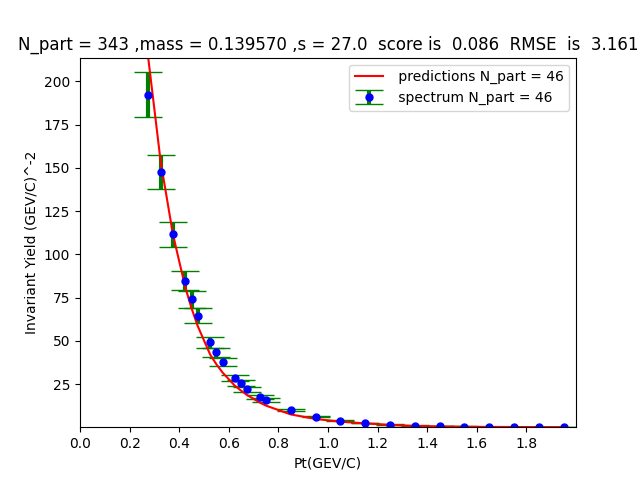 N_part = 343 ,mass = 0.139570 ,s = 27.0  score is  0.086  RMSE  is  3.161
predictions N_part = 46
spectrum N_part = 46
200
175
150
125
100
75
50
25
Invariant Yield (GEV/C)^-2
0.0 0.2 0.4 0.6 0.8 1.0 1.2 1.4 1.6 1.8
Pt(GEV/C)